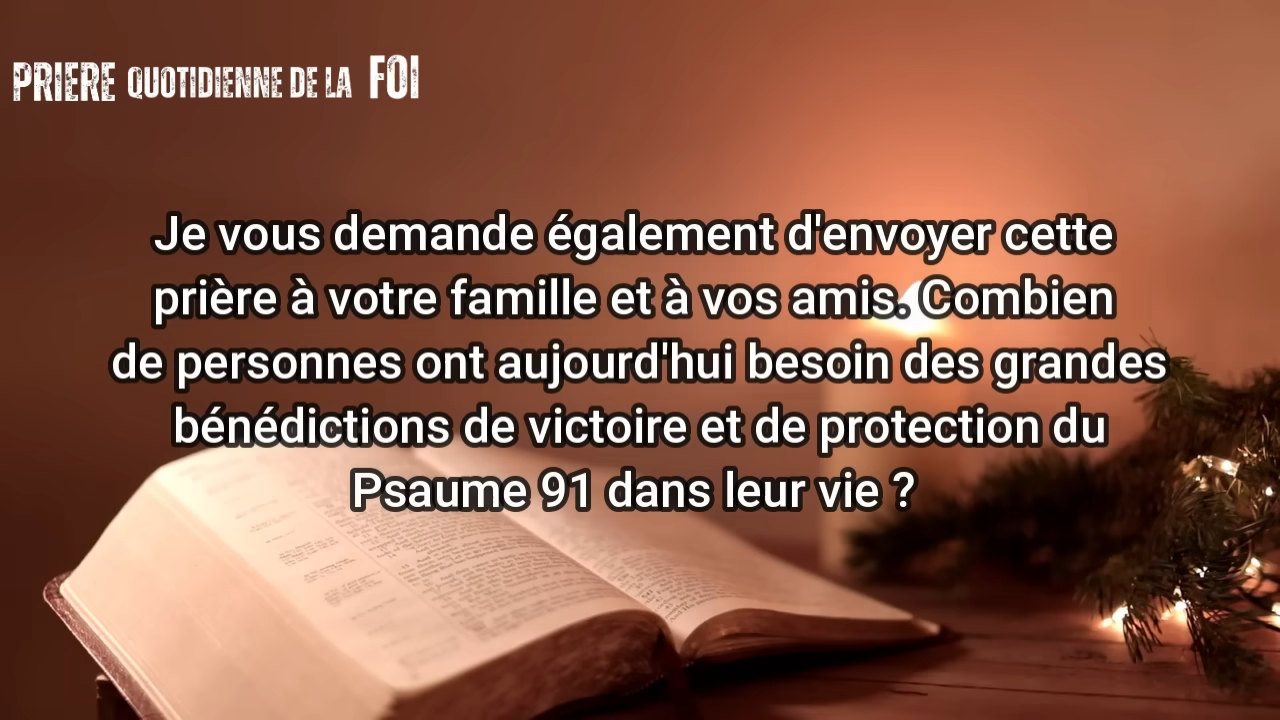 PRIERE QUOTIDIENNE DE LA FOI
Je vous demande également d'envoyer cette
prière à votre famille et à vos amis. Combien
de personnes ont aujourd'hui besoin des grandes
bénédictions de victoire et de protection du
Psaume 91 dans leur vie ?